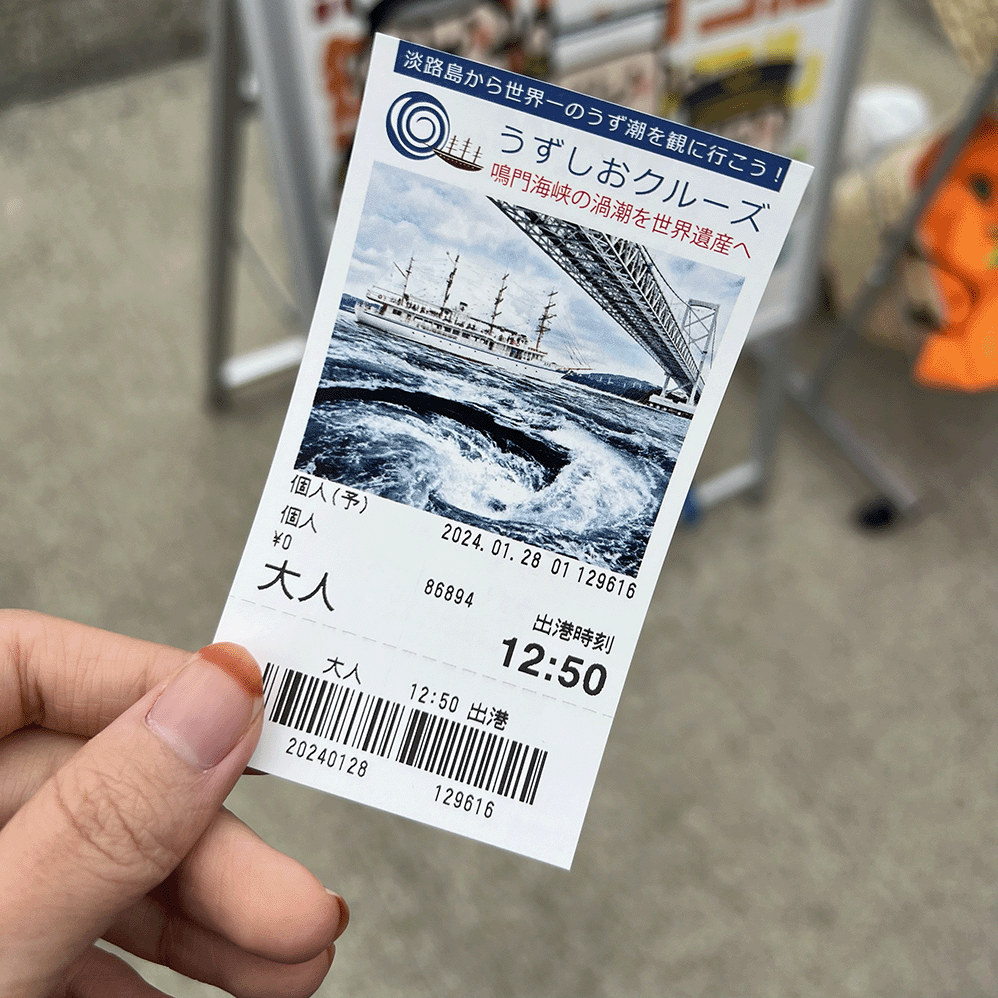 淡路島から世界一のうず潮を観に行こう!
うずしおクルーズ
鳴門海峡の渦潮を世界遺産へ
個人(予)
2024.01.28 01 129616
個人
¥0
86894
大人
出港時刻
12:50
大人
12:50 出港
20240128
129616